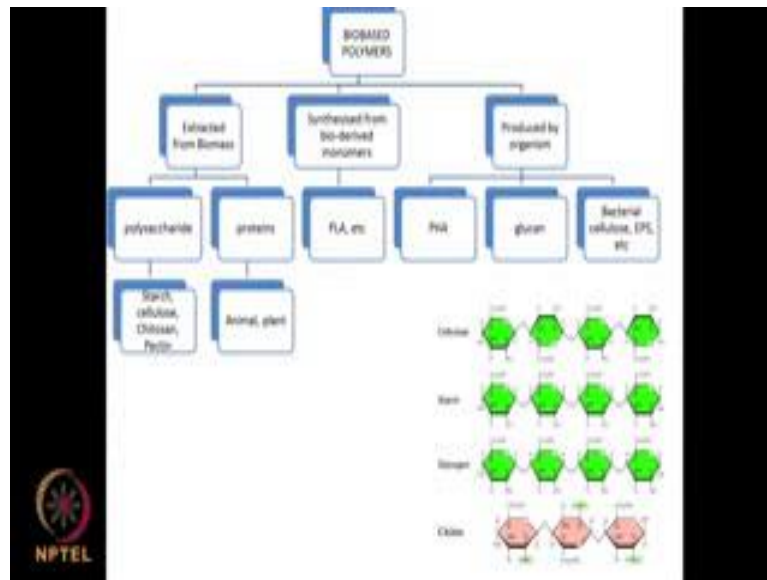 BIOBASED
POLYMERS
Extracted
from Biomass
Synthesised from
bio-derived
monomers
Produced by
organism
polysaccharide
proteins
PLA, etc
PHA
glucan
Bacterial
cellulose, EPS,
etc
Starch,
cellulose,
Chitosan,
Pectin
Animal, plant
Cellulose
Starch
Glycogen
Chitin
NPTEL